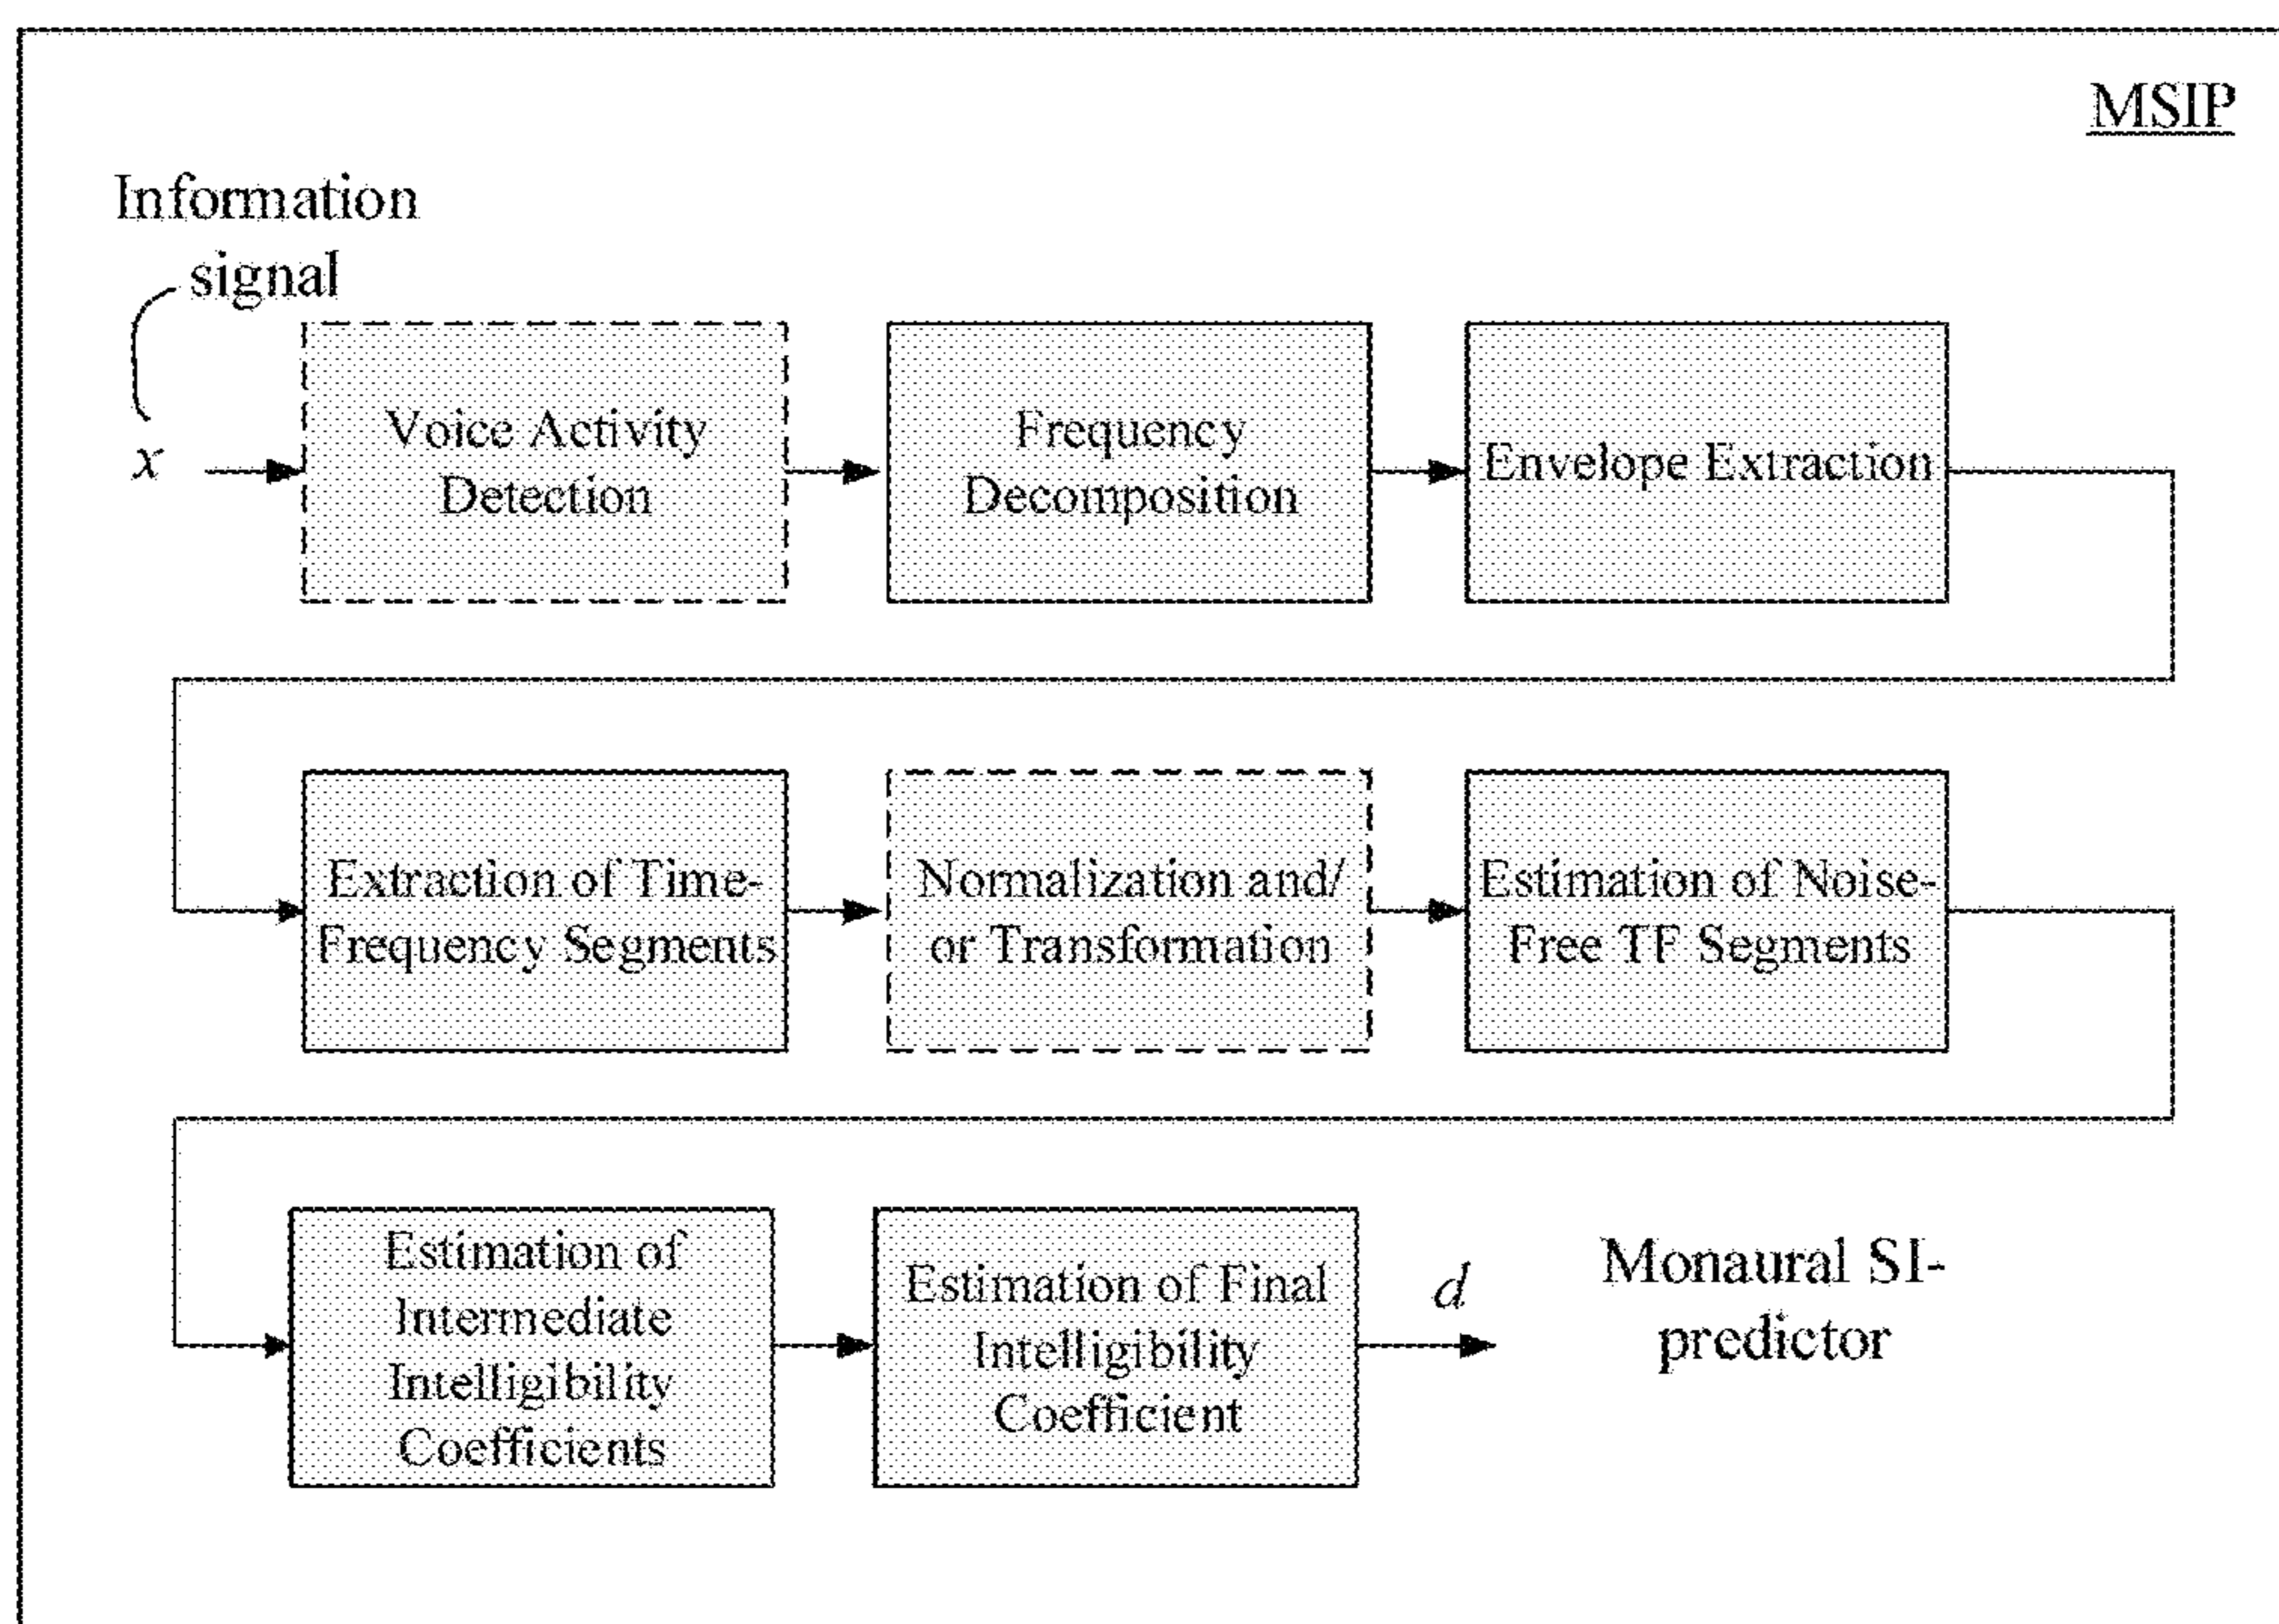 MSIP
Information
signal
x
Voice Activity
Detection
Frequency
Decomposition
Envelope Extraction
Extraction of Time-
Frequency Segments
Normalization and/
or Transformation
Estimation of Noise-
Free TF Segments
Estimation of
Intermediate
Intelligibility
Coefficients
Estimation of Final
Intelligibility
Coefficient
d
Monaural SI-
predictor